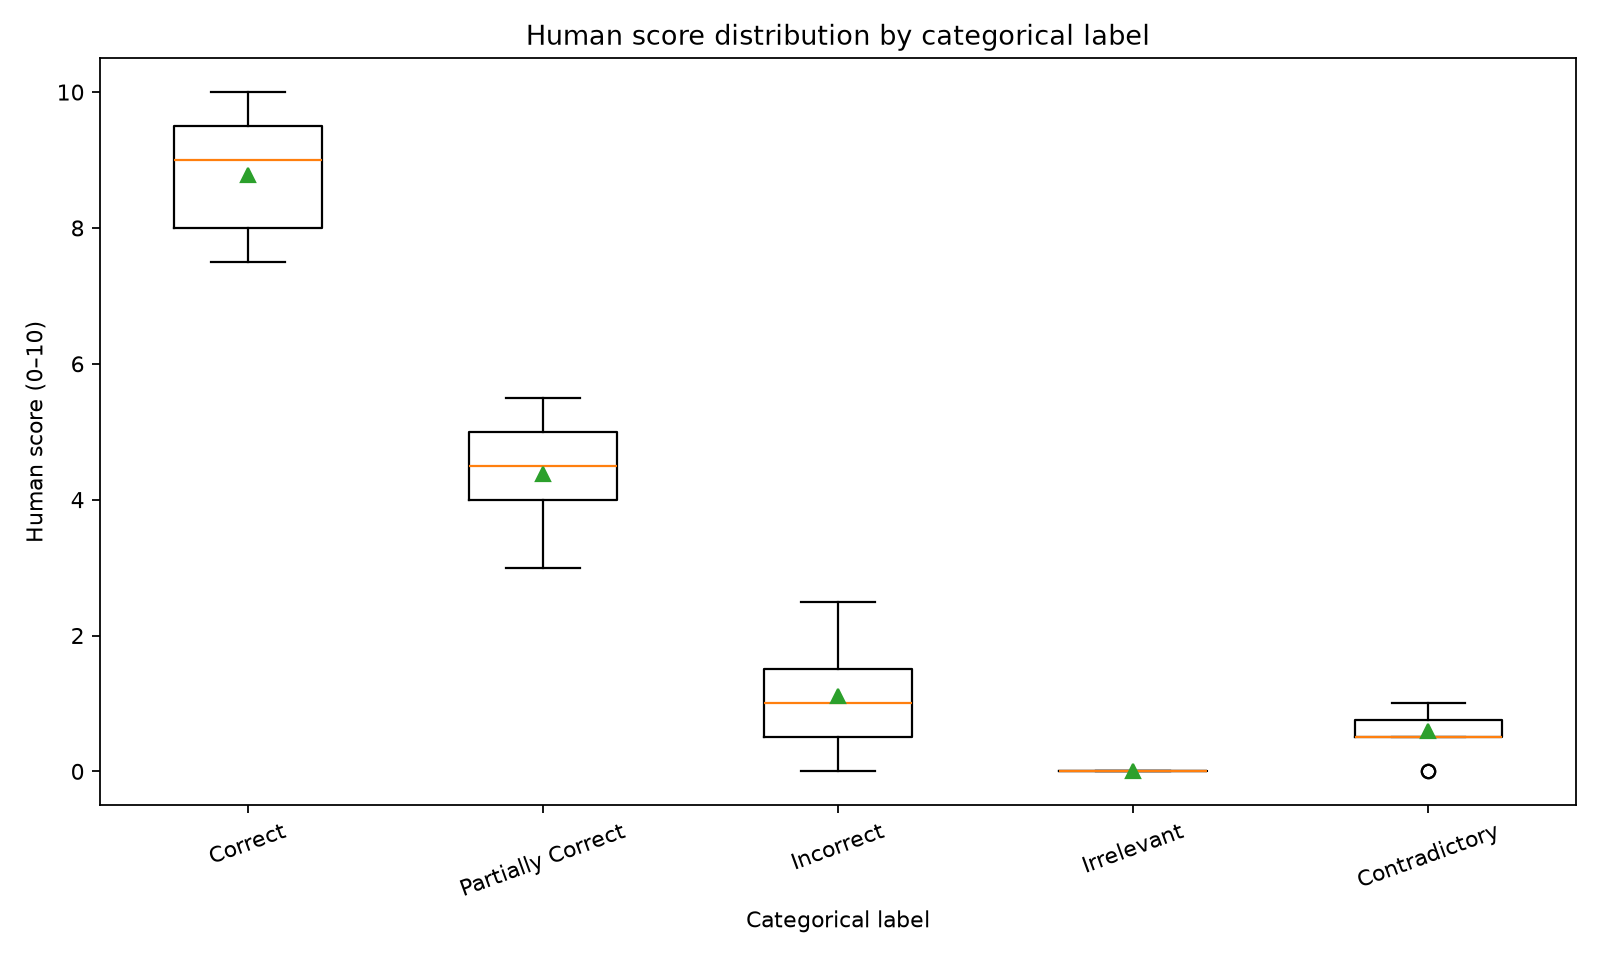 Human score distribution by categorical label
Human score (0–10)
10
8
6
4
2
0
Correct
Partially Correct
Incorrect
Irrelevant
Contradictory
Categorical label